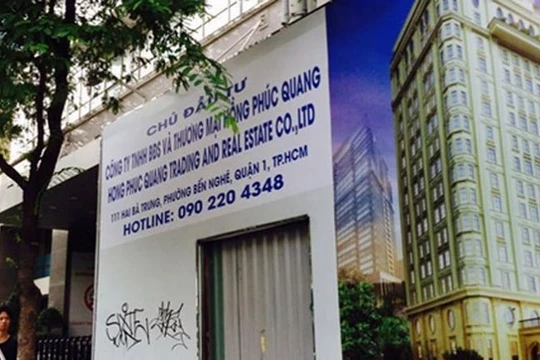 CHỦ ĐẦU TƯ
CÔNG TY TNHH BĐS VÀ THƯƠNG MẠI HỒNG PHÚC QUANG
HONG PHUC QUANG TRADING AND REAL ESTATE CO.,LTD
111 HAI BÀ TRƯNG, PHƯỜNG BẾN NGHÉ, QUẬN 1, TP.HCM
HOTLINE: 090 220 4348